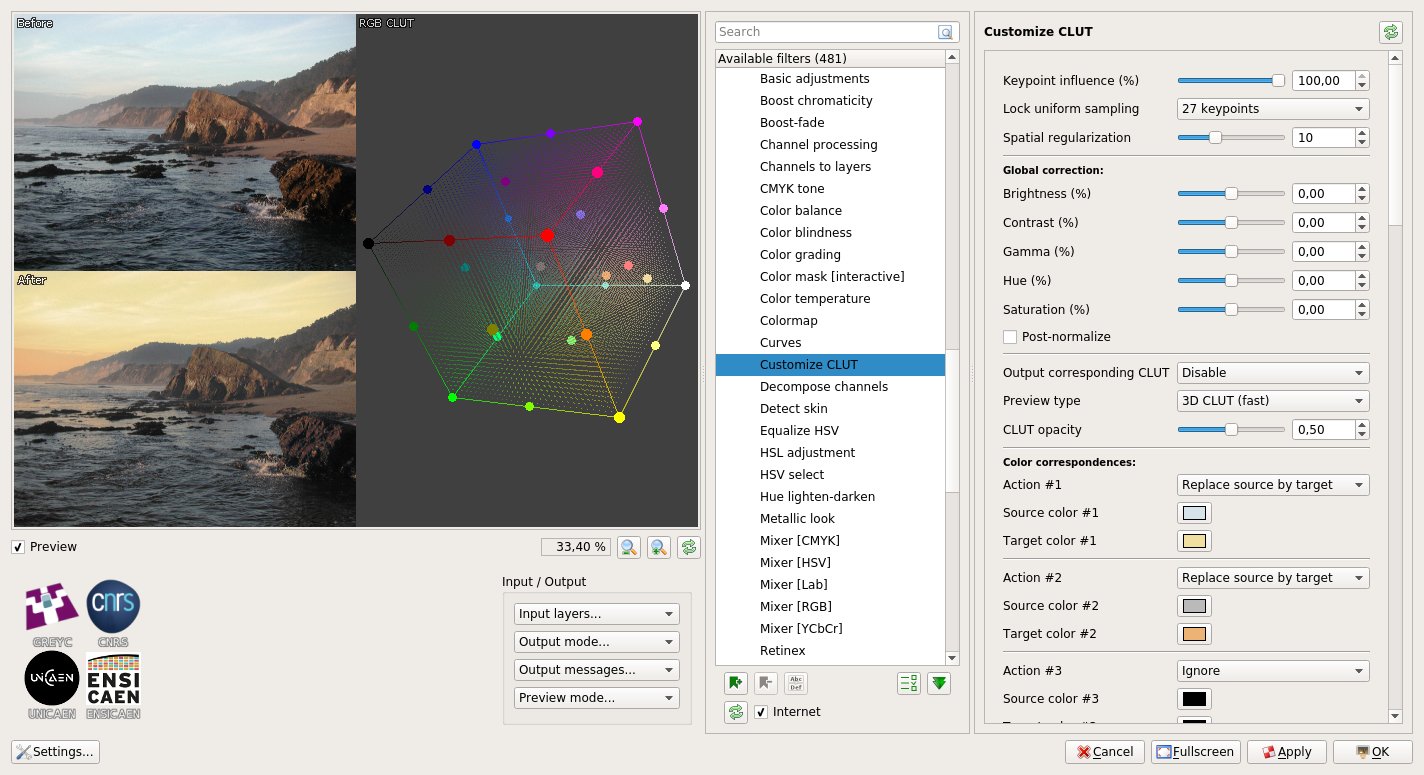 Before
RGB CLUT
After
Preview
33,40 %
GREYC
CNRS
cnrs
UNICAEN
ENSI
CAEN
UNICAEN
ENSICAEN
Input / Output
Input layers...
Output mode...
Output messages...
Preview mode...
Settings...
Search
Available filters (481)
Basic adjustments
Boost chromaticity
Boost-fade
Channel processing
Channels to layers
CMYK tone
Color balance
Color blindness
Color grading
Color mask [interactive]
Color temperature
Colormap
Curves
Customize CLUT
Decompose channels
Detect skin
Equalize HSV
HSL adjustment
HSV select
Hue lighten-darken
Metallic look
Mixer [CMYK]
Mixer [HSV]
Mixer [Lab]
Mixer [RGB]
Mixer [YCbCr]
Retinex
Abc
Def
Internet
Customize CLUT
Keypoint influence (%) 100,00
Lock uniform sampling 27 keypoints
Spatial regularization 10
Global correction:
Brightness (%) 0,00
Contrast (%) 0,00
Gamma (%) 0,00
Hue (%) 0,00
Saturation (%) 0,00
Post-normalize
Output corresponding CLUT Disable
Preview type 3D CLUT (fast)
CLUT opacity 0,50
Color correspondences:
Action #1 Replace source by target
Source color #1
Target color #1
Action #2 Replace source by target
Source color #2
Target color #2
Action #3 Ignore
Source color #3
Cancel
Fullscreen
Apply
OK